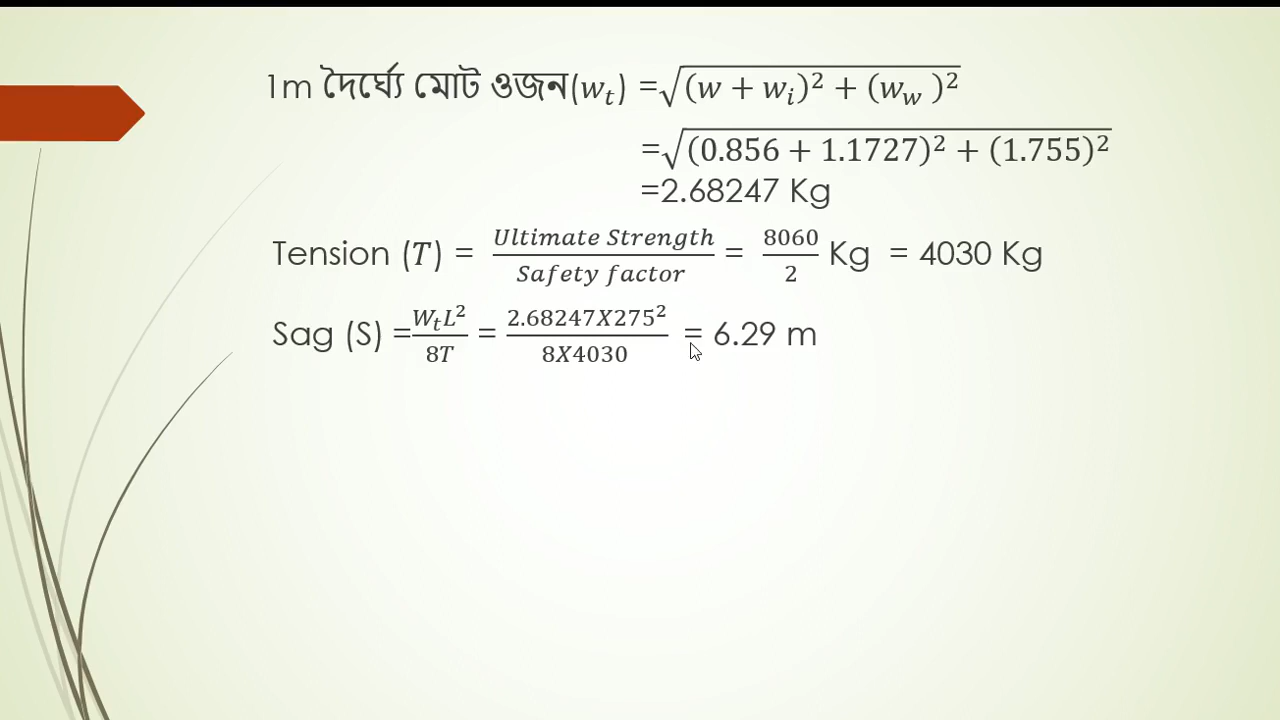 1m দৈর্ঘ্যে মোট ওজন(w_t) =√((w + w_i)² + (w_w )²)
=√((0.856 + 1.1727)² + (1.755)²)
=2.68247 Kg
Tension (T) = Ultimate Strength/Safety factor = 8060/2 Kg = 4030 Kg
Sag (S) =W_tL²/8T = 2.68247X275²/8X4030 = 6.29 m